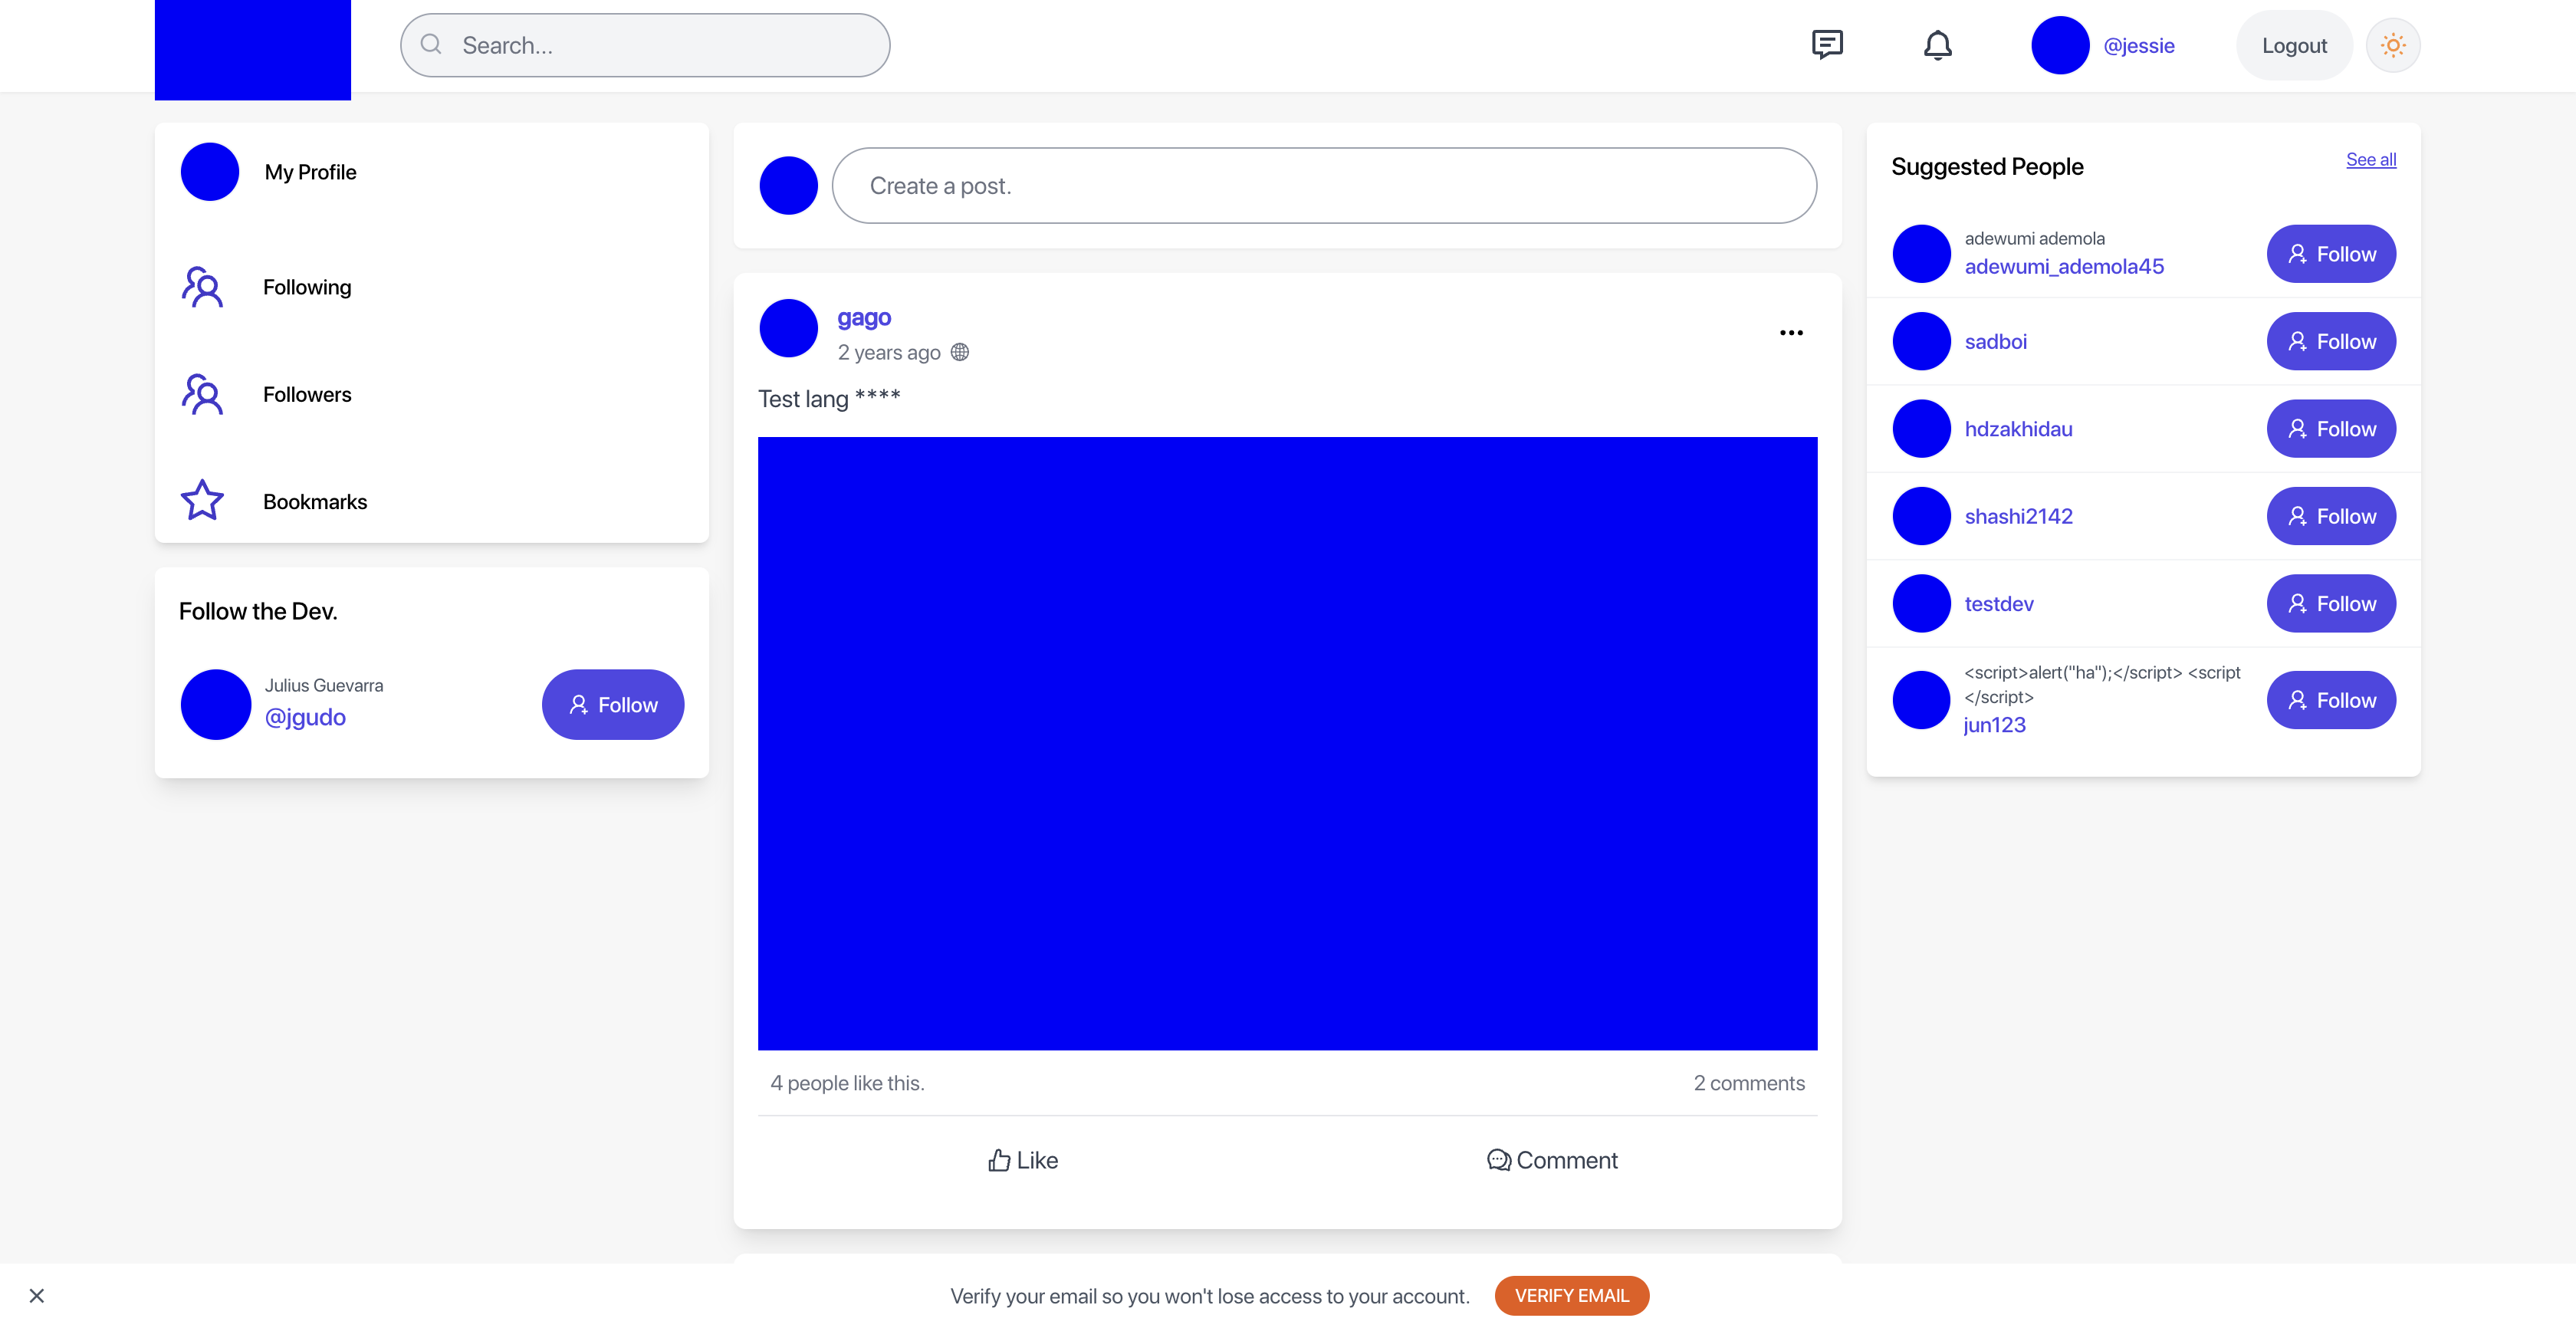 Search...
@jessie
Logout
My Profile
Following
Followers
Bookmarks
Follow the Dev.
Julius Guevarra
@jgudo
Follow
Create a post.
gago
2 years ago
Test lang ****
4 people like this.
2 comments
Like
Comment
Suggested People
See all
adewumi ademola
adewumi_ademola45
Follow
sadboi
Follow
hdzakhidau
Follow
shashi2142
Follow
testdev
Follow
<script>alert("ha");</script> <script
</script>
jun123
Follow
Verify your email so you won't lose access to your account.
VERIFY EMAIL